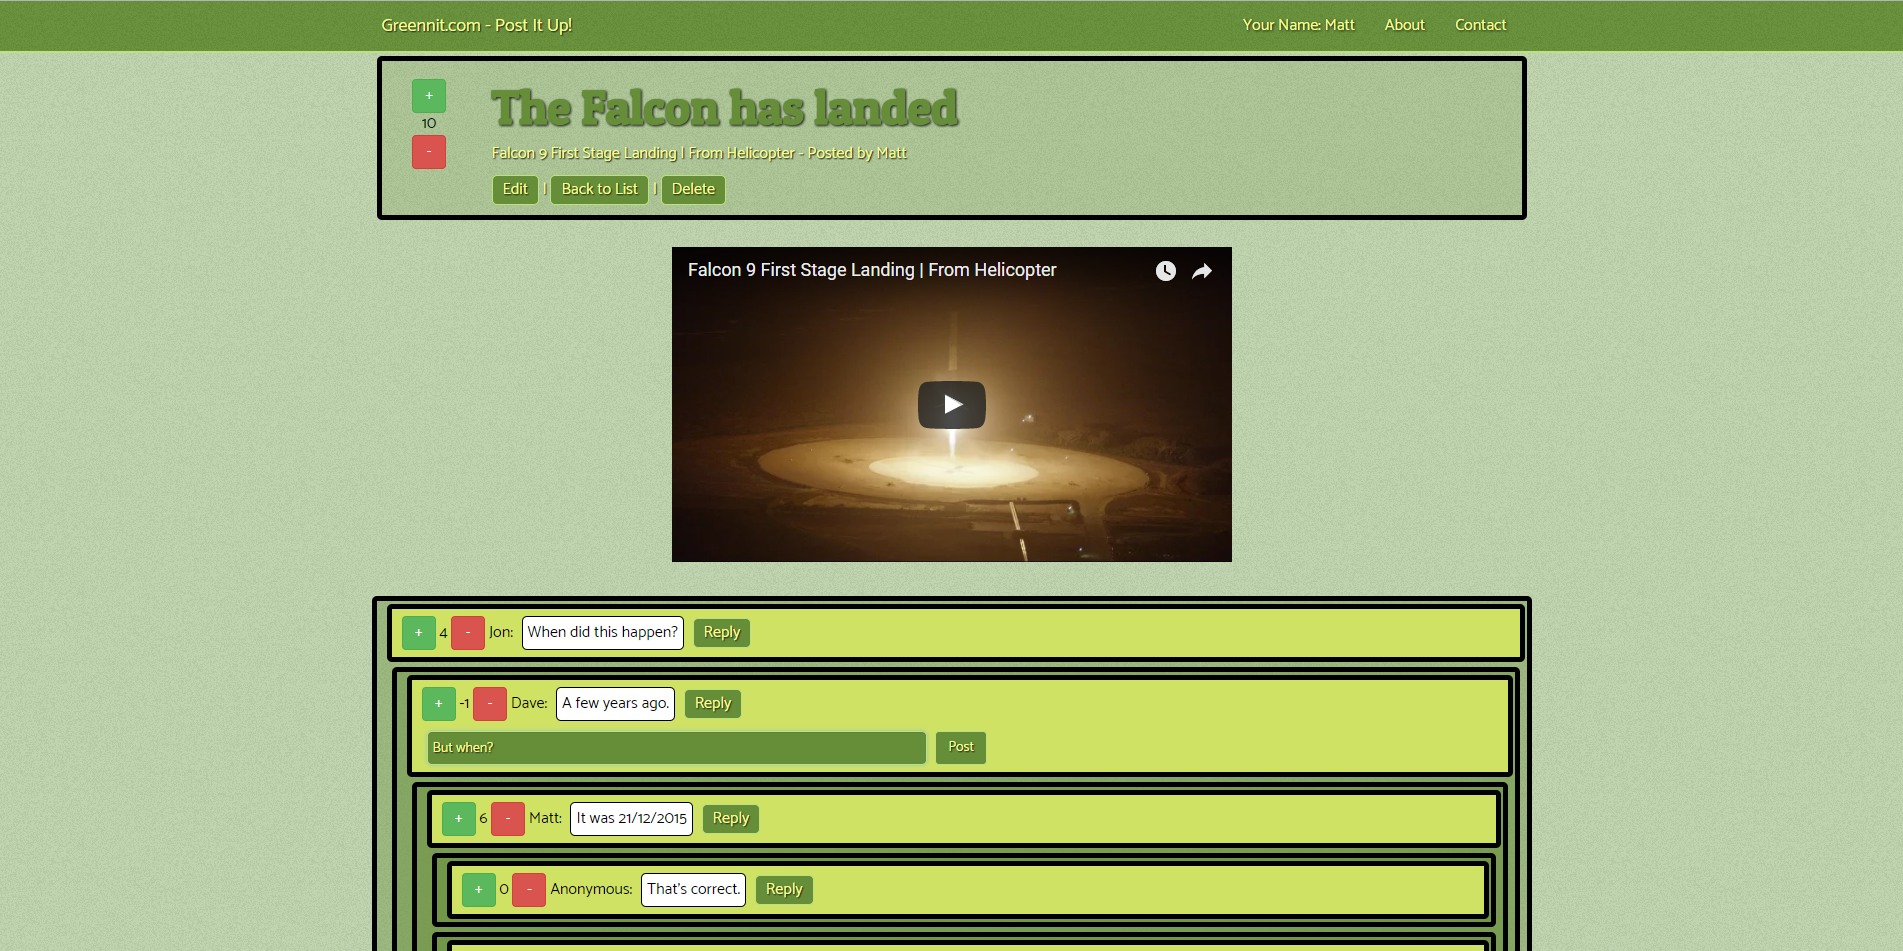 Greennit.com - Post It Up!
Your Name: Matt About Contact
+
10
-
The Falcon has landed
Falcon 9 First Stage Landing | From Helicopter - Posted by Matt
Edit | Back to List | Delete
Falcon 9 First Stage Landing | From Helicopter
+ 4 - Jon: When did this happen? Reply
+ -1 - Dave: A few years ago. Reply
But when? Post
+ 6 - Matt: It was 21/12/2015 Reply
+ 0 - Anonymous: That's correct. Reply